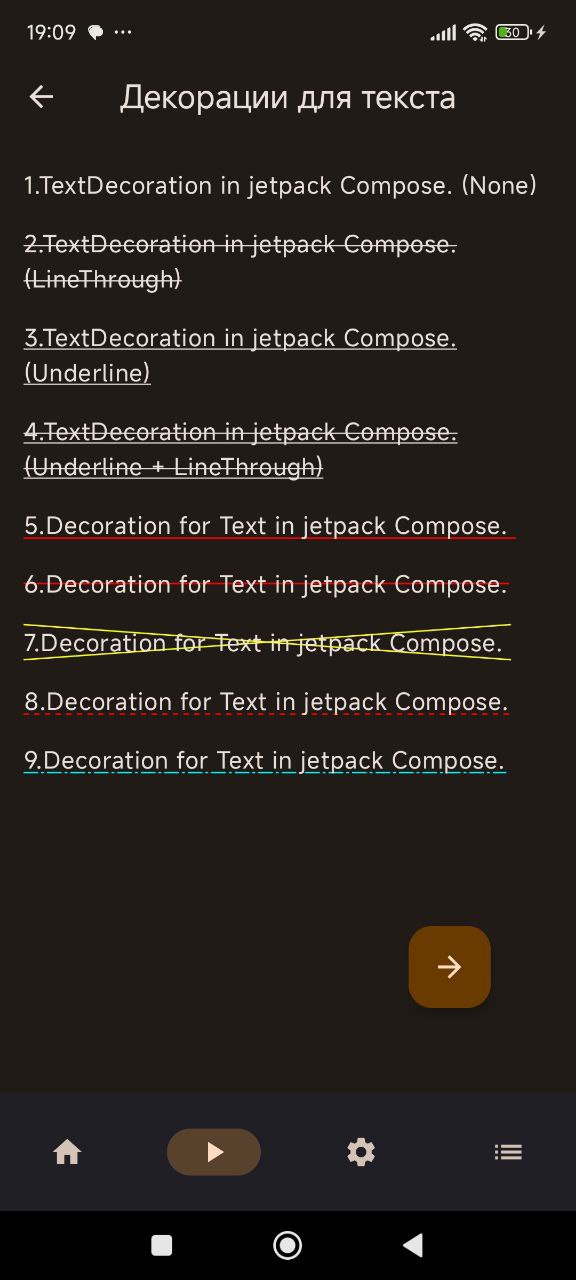 19:09
30
Декорации для текста
1.TextDecoration in jetpack Compose. (None)
2.TextDecoration in jetpack Compose.
(LineThrough)
3.TextDecoration in jetpack Compose.
(Underline)
4.TextDecoration in jetpack Compose.
(Underline + LineThrough)
5.Decoration for Text in jetpack Compose.
6.Decoration for Text in jetpack Compose.
7.Decoration for Text in jetpack Compose.
8.Decoration for Text in jetpack Compose.
9.Decoration for Text in jetpack Compose.